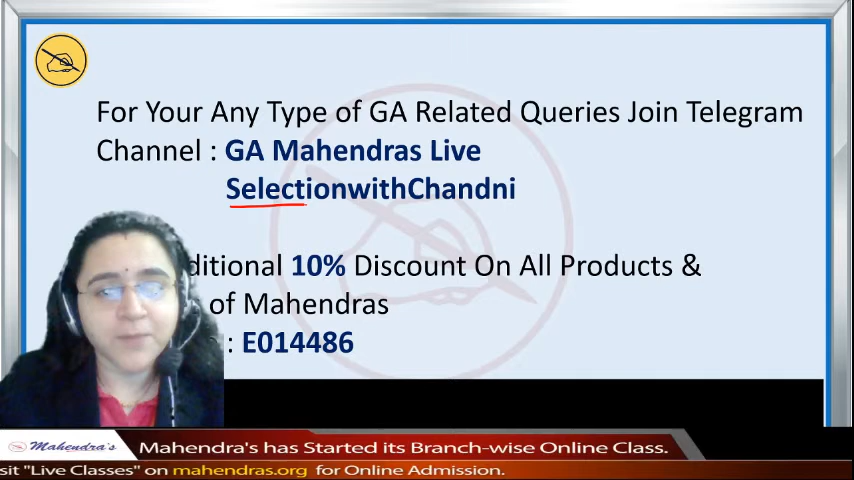 For Your Any Type of GA Related Queries Join Telegram
Channel : GA Mahendras Live
SelectionwithChandni
ditional 10% Discount On All Products &
of Mahendras
: E014486
Mahendra's
Mahendra's has Started its Branch-wise Online Class.
sit "Live Classes" on mahendras.org for Online Admission.